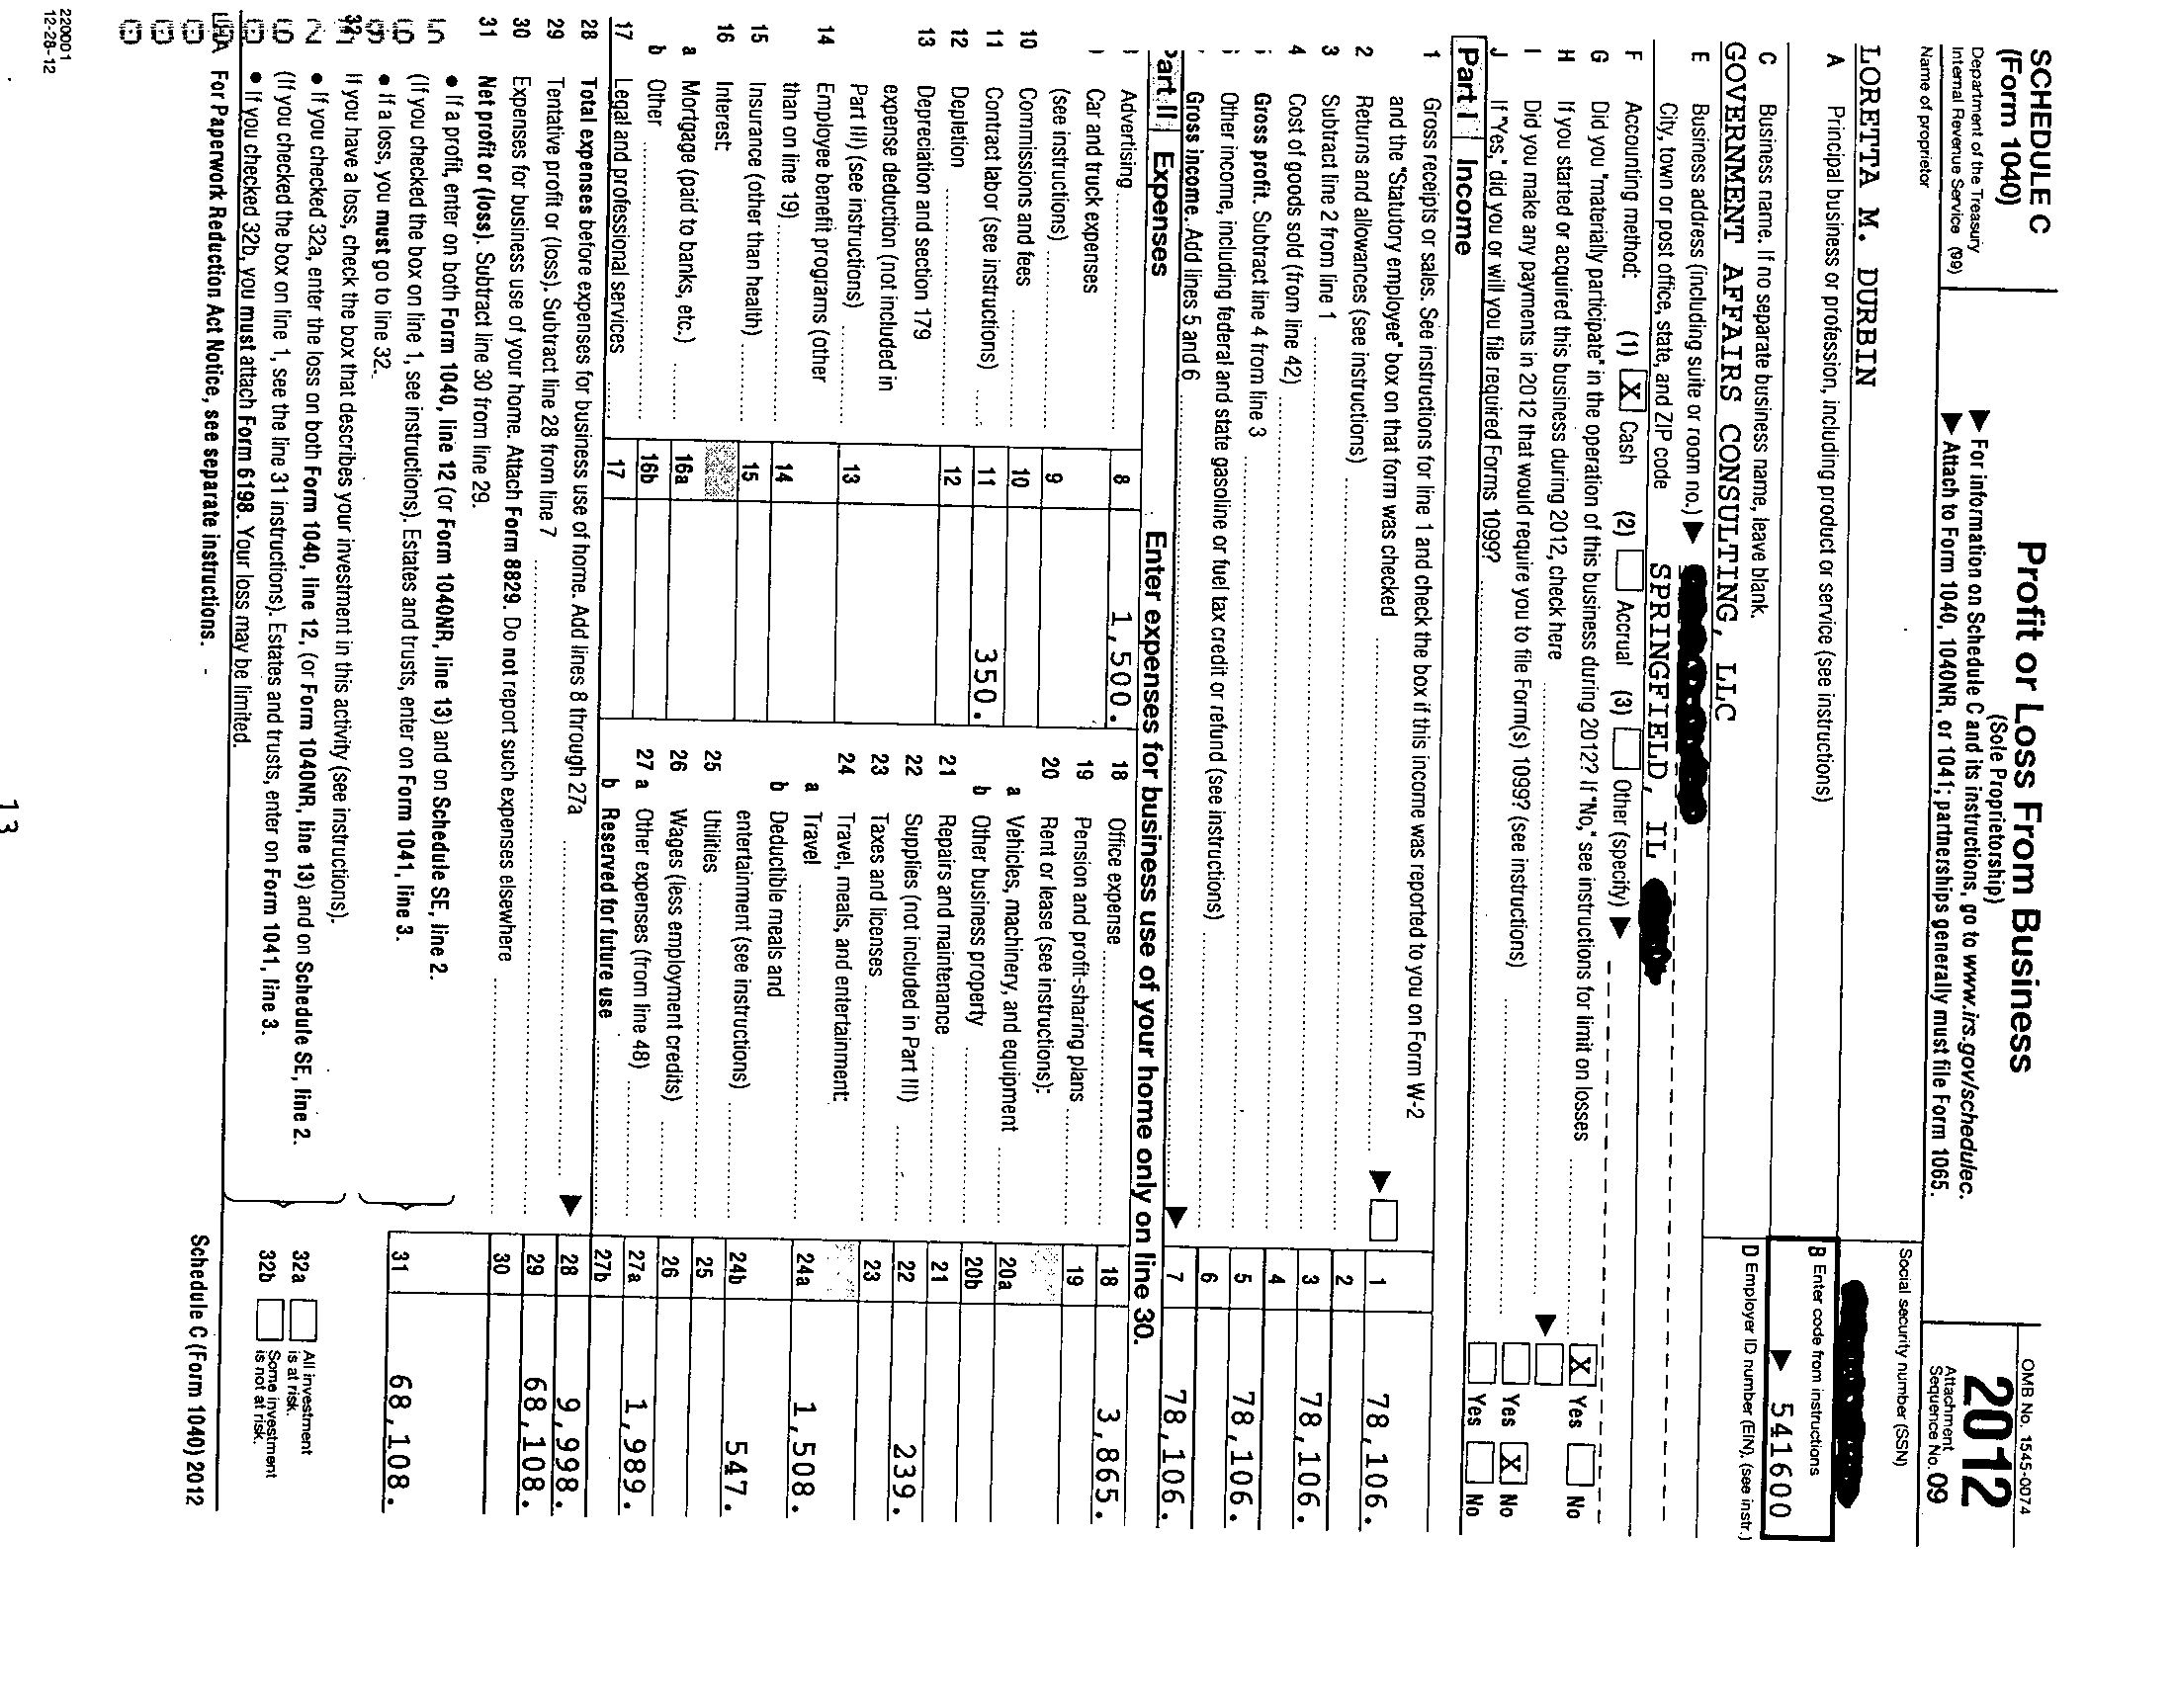 SCHEDULE C
(Form 1040)
Department of the Treasury
Internal Revenue Service (99)
Profit or Loss From Business
(Sole Proprietorship)
▶ For information on Schedule C and its instructions, go to www.irs.gov/schedulec.
▶ Attach to Form 1040, 1040NR, or 1041; partnerships generally must file Form 1065.
OMB No. 1545-0074
2012
Attachment
Sequence No. 09
Name of proprietor
Social security number (SSN)
LORETTA M. DURBIN
A Principal business or profession, including product or service (see instructions)
B Enter code from instructions
▶ 541600
C Business name. If no separate business name, leave blank.
D Employer ID number (EIN), (see instr.)
GOVERNMENT AFFAIRS CONSULTING, LLC
E Business address (including suite or room no.) ▶
City, town or post office, state, and ZIP code SPRINGFIELD, IL
F Accounting method: (1) X Cash (2) Accrual (3) Other (specify) ▶
G Did you "materially participate" in the operation of this business during 2012? If "No," see instructions for limit on losses X Yes No
H If you started or acquired this business during 2012, check here ▶
I Did you make any payments in 2012 that would require you to file Form(s) 1099? (see instructions) Yes X No
J If "Yes," did you or will you file required Forms 1099? Yes No
Part I Income
1 Gross receipts or sales. See instructions for line 1 and check the box if this income was reported to you on Form W-2
and the "Statutory employee" box on that form was checked ▶ 1 78,106.
2 Returns and allowances (see instructions) 2
3 Subtract line 2 from line 1 3 78,106.
4 Cost of goods sold (from line 42) 4
Gross profit. Subtract line 4 from line 3 5 78,106.
Other income, including federal and state gasoline or fuel tax credit or refund (see instructions) 6
Gross income. Add lines 5 and 6 ▶ 7 78,106.
Part II Expenses Enter expenses for business use of your home only on line 30.
Advertising 8 1,500.
Car and truck expenses
(see instructions) 9
10 Commissions and fees 10
11 Contract labor (see instructions) 11 350.
12 Depletion 12
13 Depreciation and section 179
expense deduction (not included in
Part III) (see instructions) 13
14 Employee benefit programs (other
than on line 19) 14
15 Insurance (other than health) 15
16 Interest:
a Mortgage (paid to banks, etc.) 16a
b Other 16b
17 Legal and professional services 17
18 Office expense 18 3,865.
19 Pension and profit-sharing plans 19
20 Rent or lease (see instructions):
a Vehicles, machinery, and equipment 20a
b Other business property 20b
21 Repairs and maintenance 21
22 Supplies (not included in Part III) 22 239.
23 Taxes and licenses 23
24 Travel, meals, and entertainment:
a Travel 24a 1,508.
b Deductible meals and
entertainment (see instructions) 24b 547.
25 Utilities 25
26 Wages (less employment credits) 26
27 a Other expenses (from line 48) 27a 1,989.
b Reserved for future use 27b
28 Total expenses before expenses for business use of home. Add lines 8 through 27a ▶ 28 9,998.
29 Tentative profit or (loss). Subtract line 28 from line 7 29 68,108.
30 Expenses for business use of your home. Attach Form 8829. Do not report such expenses elsewhere 30
31 Net profit or (loss). Subtract line 30 from line 29.
● If a profit, enter on both Form 1040, line 12 (or Form 1040NR, line 13) and on Schedule SE, line 2.
(If you checked the box on line 1, see instructions). Estates and trusts, enter on Form 1041, line 3.
● If a loss, you must go to line 32.
31 68,108.
32 If you have a loss, check the box that describes your investment in this activity (see instructions).
● If you checked 32a, enter the loss on both Form 1040, line 12, (or Form 1040NR, line 13) and on Schedule SE, line 2.
(If you checked the box on line 1, see the line 31 instructions). Estates and trusts, enter on Form 1041, line 3.
● If you checked 32b, you must attach Form 6198. Your loss may be limited.
32a All investment
is at risk.
32b Some investment
is not at risk.
LHA For Paperwork Reduction Act Notice, see separate instructions.
Schedule C (Form 1040) 2012
220001
12-28-12
13